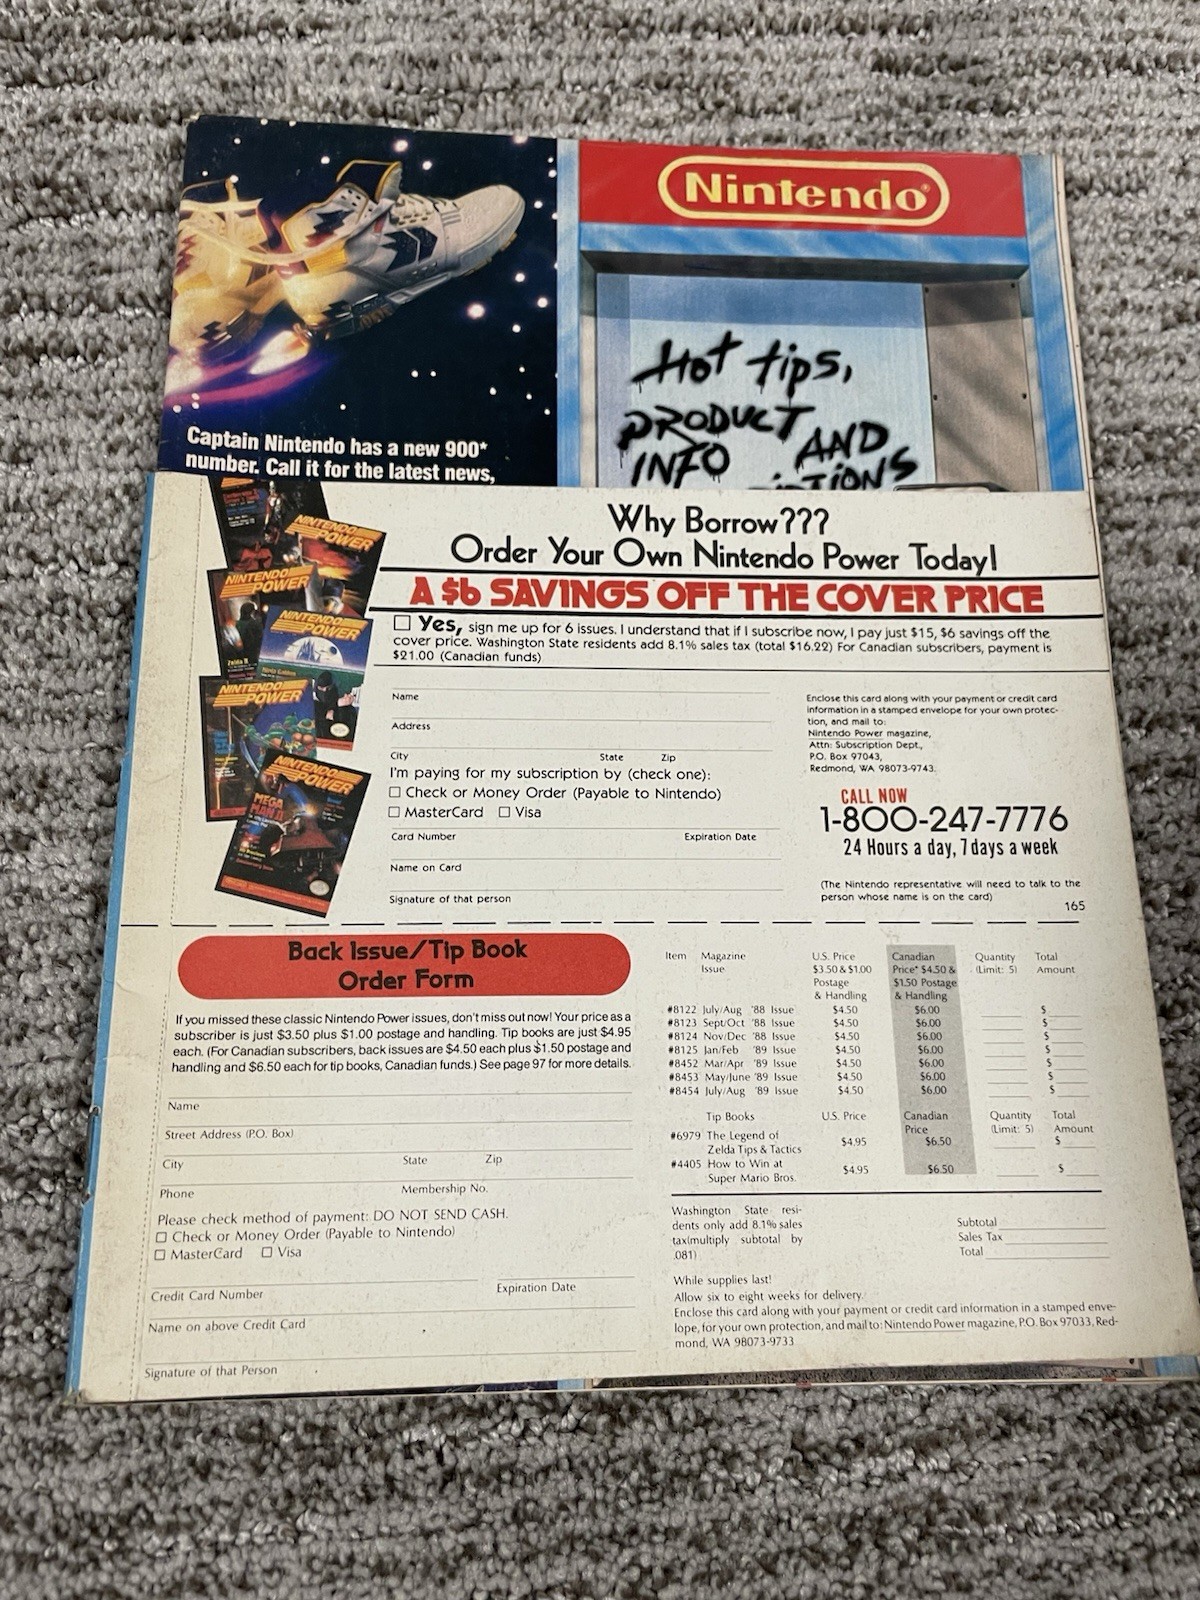 Nintendo®
Hot tips,
PRODUCT
INFO AND
Captain Nintendo has a new 900*
number. Call it for the latest news,
Why Borrow???
Order Your Own Nintendo Power Today!
A $6 SAVINGS OFF THE COVER PRICE
☐ Yes, sign me up for 6 issues. I understand that if I subscribe now, I pay just $15, $6 savings off the
cover price. Washington State residents add 8.1% sales tax (total $16.22) For Canadian subscribers, payment is
$21.00 (Canadian funds)
NINTENDO
POWER
NINTENDO
POWER
Zelda II
NINTENDO
POWER
NINTENDO
POWER
NINTENDO
POWER
MEGA
MAN II
Name
Address
City State Zip
I'm paying for my subscription by (check one):
☐ Check or Money Order (Payable to Nintendo)
☐ MasterCard ☐ Visa
Card Number Expiration Date
Name on Card
Signature of that person
Enclose this card along with your payment or credit card
information in a stamped envelope for your own protec-
tion, and mail to:
Nintendo Power magazine,
Attn: Subscription Dept.,
P.O. Box 97043,
Redmond, WA 98073-9743.
CALL NOW
1-800-247-7776
24 Hours a day, 7 days a week
(The Nintendo representative will need to talk to the
person whose name is on the card)
165
Back Issue/Tip Book
Order Form
If you missed these classic Nintendo Power issues, don't miss out now! Your price as a
subscriber is just $3.50 plus $1.00 postage and handling. Tip books are just $4.95
each. (For Canadian subscribers, back issues are $4.50 each plus $1.50 postage and
handling and $6.50 each for tip books, Canadian funds.) See page 97 for more details.
Name
Street Address (P.O. Box)
City State Zip
Phone Membership No.
Please check method of payment: DO NOT SEND CASH.
☐ Check or Money Order (Payable to Nintendo)
☐ MasterCard ☐ Visa
Credit Card Number Expiration Date
Name on above Credit Card
Signature of that Person
Item Magazine U.S. Price Canadian Quantity Total
Issue $3.50 & $1.00 Price* $4.50 & (Limit: 5) Amount
Postage $1.50 Postage
& Handling & Handling
#8122 July/Aug '88 Issue $4.50 $6.00 $
#8123 Sept/Oct '88 Issue $4.50 $6.00 $
#8124 Nov/Dec '88 Issue $4.50 $6.00 $
#8125 Jan/Feb '89 Issue $4.50 $6.00 $
#8452 Mar/Apr '89 Issue $4.50 $6.00 $
#8453 May/June '89 Issue $4.50 $6.00 $
#8454 July/Aug '89 Issue $4.50 $6.00 $
Tip Books U.S. Price Canadian Quantity Total
Price (Limit: 5) Amount
#6979 The Legend of $4.95 $6.50 $
Zelda Tips & Tactics
#4405 How to Win at $4.95 $6.50 $
Super Mario Bros.
Washington State resi-
dents only add 8.1% sales
tax(multiply subtotal by
.081)
Subtotal
Sales Tax
Total
While supplies last!
Allow six to eight weeks for delivery.
Enclose this card along with your payment or credit card information in a stamped enve-
lope, for your own protection, and mail to: Nintendo Power magazine, P.O. Box 97033, Red-
mond, WA 98073-9733